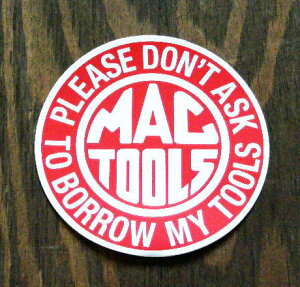 PLEASE DON'T ASK
TO BORROW MY TOOLS
MAC
TOOLS